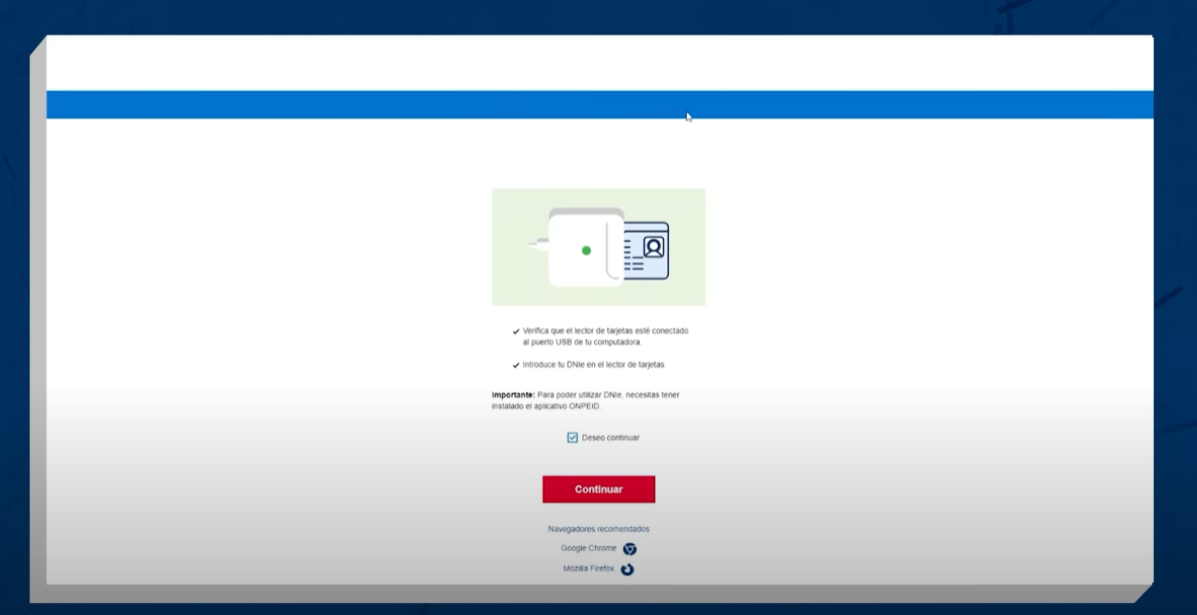 Verifica que el lector de tarjetas esté conectado
al puerto USB de tu computadora.
Introduce tu DNIe en el lector de tarjetas.
Importante: Para poder utilizar DNIe, necesitas tener
instalado el aplicativo ONPEID.
Deseo continuar
Continuar
Navegadores recomendados
Google Chrome
Mozilla Firefox